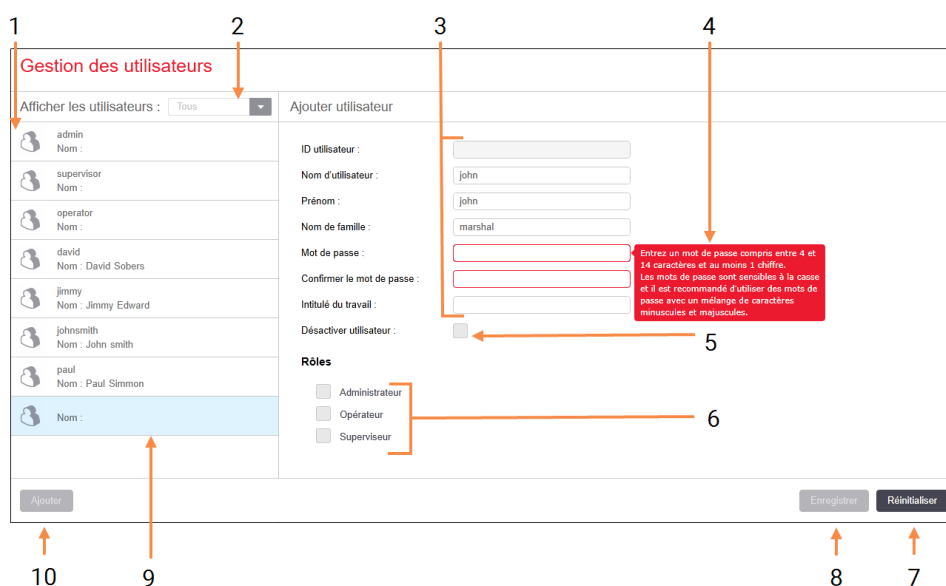 1
2
3
4
Gestion des utilisateurs
Afficher les utilisateurs :
Tous
Ajouter utilisateur
admin
Nom :
supervisor
Nom :
operator
Nom :
david
Nom : David Sobers
jimmy
Nom : Jimmy Edward
johnsmith
Nom : John smith
paul
Nom : Paul Simmon
Nom :
ID utilisateur :
Nom d'utilisateur :
john
Prénom :
john
Nom de famille :
marshal
Mot de passe :
Confirmer le mot de passe :
Intitulé du travail :
Désactiver utilisateur :
Entrez un mot de passe compris entre 4 et
14 caractères et au moins 1 chiffre.
Les mots de passe sont sensibles à la casse
et il est recommandé d'utiliser des mots de
passe avec un mélange de caractères
minuscules et majuscules.
5
Rôles
Administrateur
Opérateur
Superviseur
6
Ajouter
Enregistrer
Réinitialiser
10
9
8
7